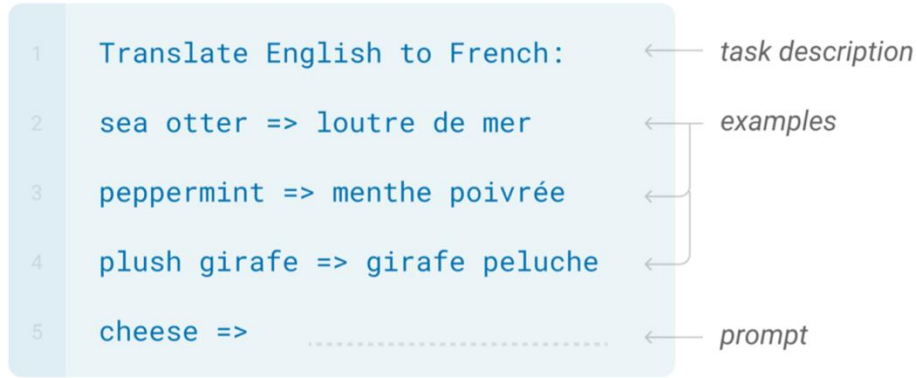 1 Translate English to French: task description
2 sea otter => loutre de mer examples
3 peppermint => menthe poivrée
4 plush girafe => girafe peluche
5 cheese => prompt